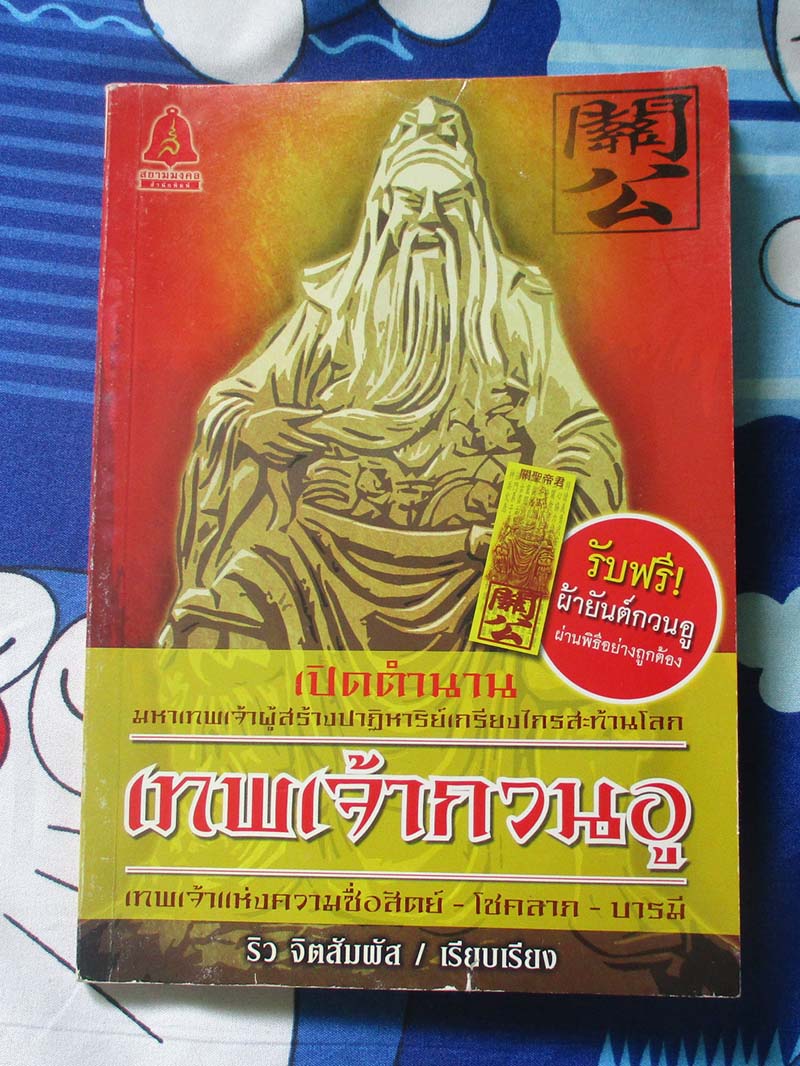 สยามมงคล
สำนักพิมพ์
關
公
關聖帝君
關
公
รับฟรี!
ผ้ายันต์กวนอู
ผ่านพิธีอย่างถูกต้อง
เปิดตำนาน
มหาเทพเจ้าผู้สร้างปาฏิหาริย์เกรียงไกรสะท้านโลก
เทพเจ้ากวนอู
เทพเจ้าแห่งความซื่อสัตย์ - โชคลาภ - บารมี
ริว จิตสัมผัส / เรียบเรียง